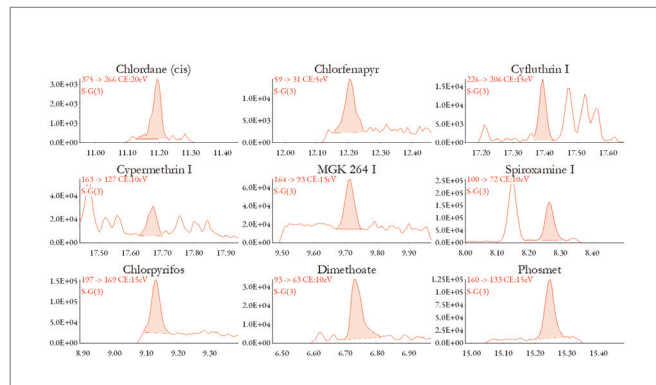 Chlordane (cis)
375 -> 266 CE:20eV
S-G(3)
3.0E+03
2.0E+03
1.0E+03
0.0E+00
11.00 11.10 11.20 11.30 11.40
Chlorfenapyr
59 -> 31 CE:5eV
S-G(3)
1.0E+04
5.0E+03
0.0E+00
12.00 12.10 12.20 12.30 12.40
Cyfluthrin I
226 -> 206 CE:15eV
S-G(3)
1.5E+04
1.0E+04
5.0E+03
0.0E+00
17.20 17.30 17.40 17.50 17.60
Cypermethrin I
163 -> 127 CE:10eV
S-G(3)
6.0E+04
4.0E+04
2.0E+04
0.0E+00
17.50 17.60 17.70 17.80 17.90
MGK 264 I
164 -> 93 CE:15eV
S-G(3)
6.0E+04
4.0E+04
2.0E+04
0.0E+00
9.50 9.60 9.70 9.80 9.90
Spiroxamine I
100 -> 72 CE:10eV
S-G(3)
2.5E+05
2.0E+05
1.5E+05
1.0E+05
5.0E+04
0.0E+00
8.00 8.10 8.20 8.30 8.40
Chlorpyrifos
197 -> 169 CE:15eV
S-G(3)
1.5E+05
1.0E+05
5.0E+04
0.0E+00
8.90 9.00 9.10 9.20 9.30
Dimethoate
93 -> 63 CE:10eV
S-G(3)
3.0E+04
2.0E+04
1.0E+04
0.0E+00
6.50 6.60 6.70 6.80 6.90
Phosmet
160 -> 133 CE:15eV
S-G(3)
1.2E+05
1.0E+05
8.0E+04
6.0E+04
4.0E+04
2.0E+04
0.0E+00
15.00 15.10 15.20 15.30 15.40